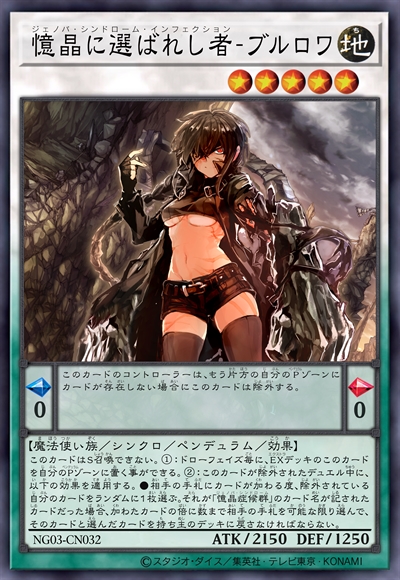 ジェノバ・シンドローム・インフェクション
憶晶に選ばれし者-ブルロワ
地
このカードのコントローラーは、もう片方の自分のPゾーンに
カードが存在しない場合にこのカードは除外する。
0
0
【魔法使い族／シンクロ／ペンデュラム／効果】
このカードはS召喚できない。①：ドローフェイズ毎に、EXデッキのこのカード
を自分のPゾーンに置く事ができる。②：このカードが除外されたデュエル中に、
以下の効果を適用する。●相手の手札にカードが加わる度、除外されている
自分のカードをランダムに1枚選ぶ。それが「憶晶症候群」のカード名が記され
たカードだった場合、加わったカードの倍に数まで相手の手札を可能な限り選んで、
そのカードと選んだカードを持ち主のデッキに戻さなければならない。
NG03-CN032
ATK/2150 DEF/1250
©スタジオ・ダイス／集英社・テレビ東京・KONAMI